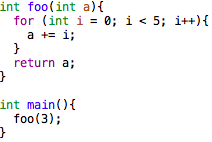 int foo(int a){
  for (int i = 0; i < 5; i++){
    a += i;
  }
  return a;
}

int main(){
  foo(3);
}